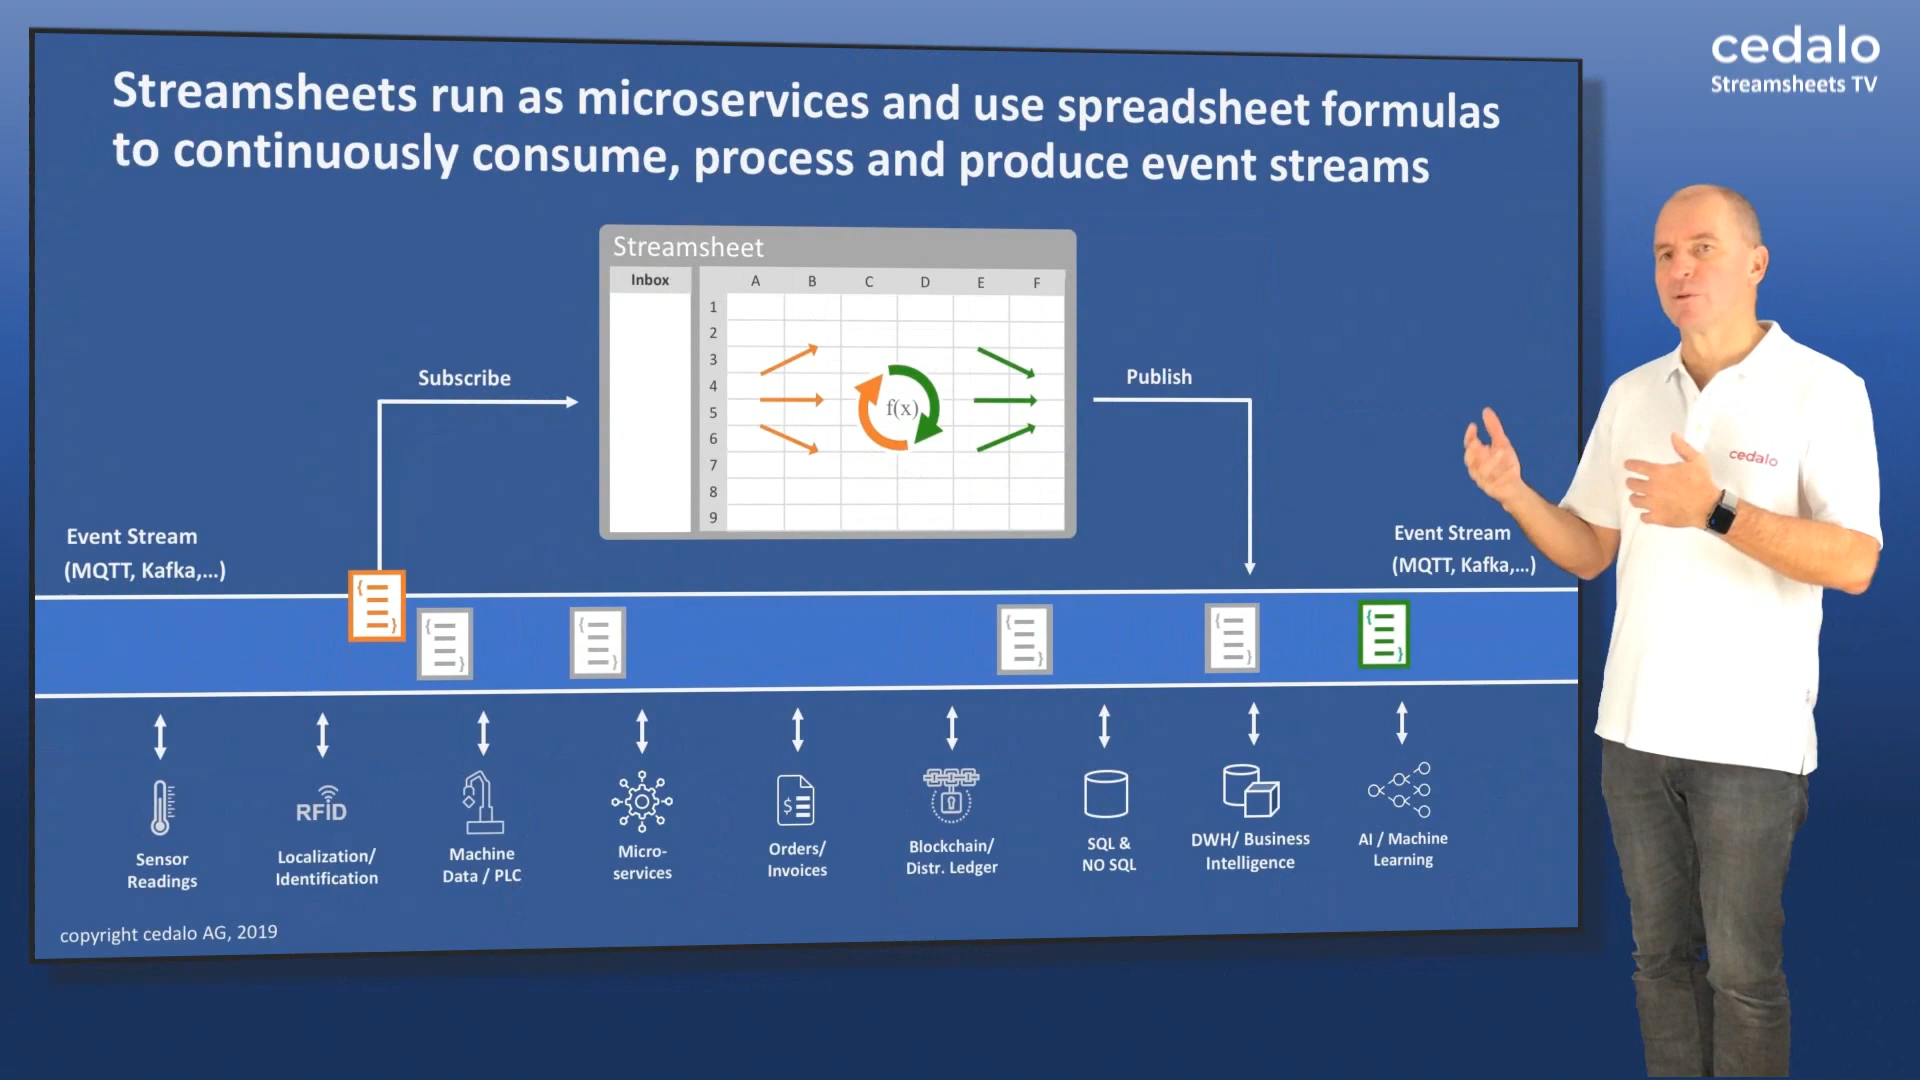 cedalo
Streamsheets TV
Streamsheets run as microservices and use spreadsheet formulas
to continuously consume, process and produce event streams
Streamsheet
Inbox
A B C D E F
1
2
3
4
5
6
7
8
9
f(x)
Subscribe
Publish
cedalo
Event Stream
(MQTT, Kafka,...)
Event Stream
(MQTT, Kafka,...)
RFID
$
Sensor
Readings
Localization/
Identification
Machine
Data / PLC
Micro-
services
Orders/
Invoices
Blockchain/
Distr. Ledger
SQL &
NO SQL
DWH/ Business
Intelligence
AI / Machine
Learning
copyright cedalo AG, 2019